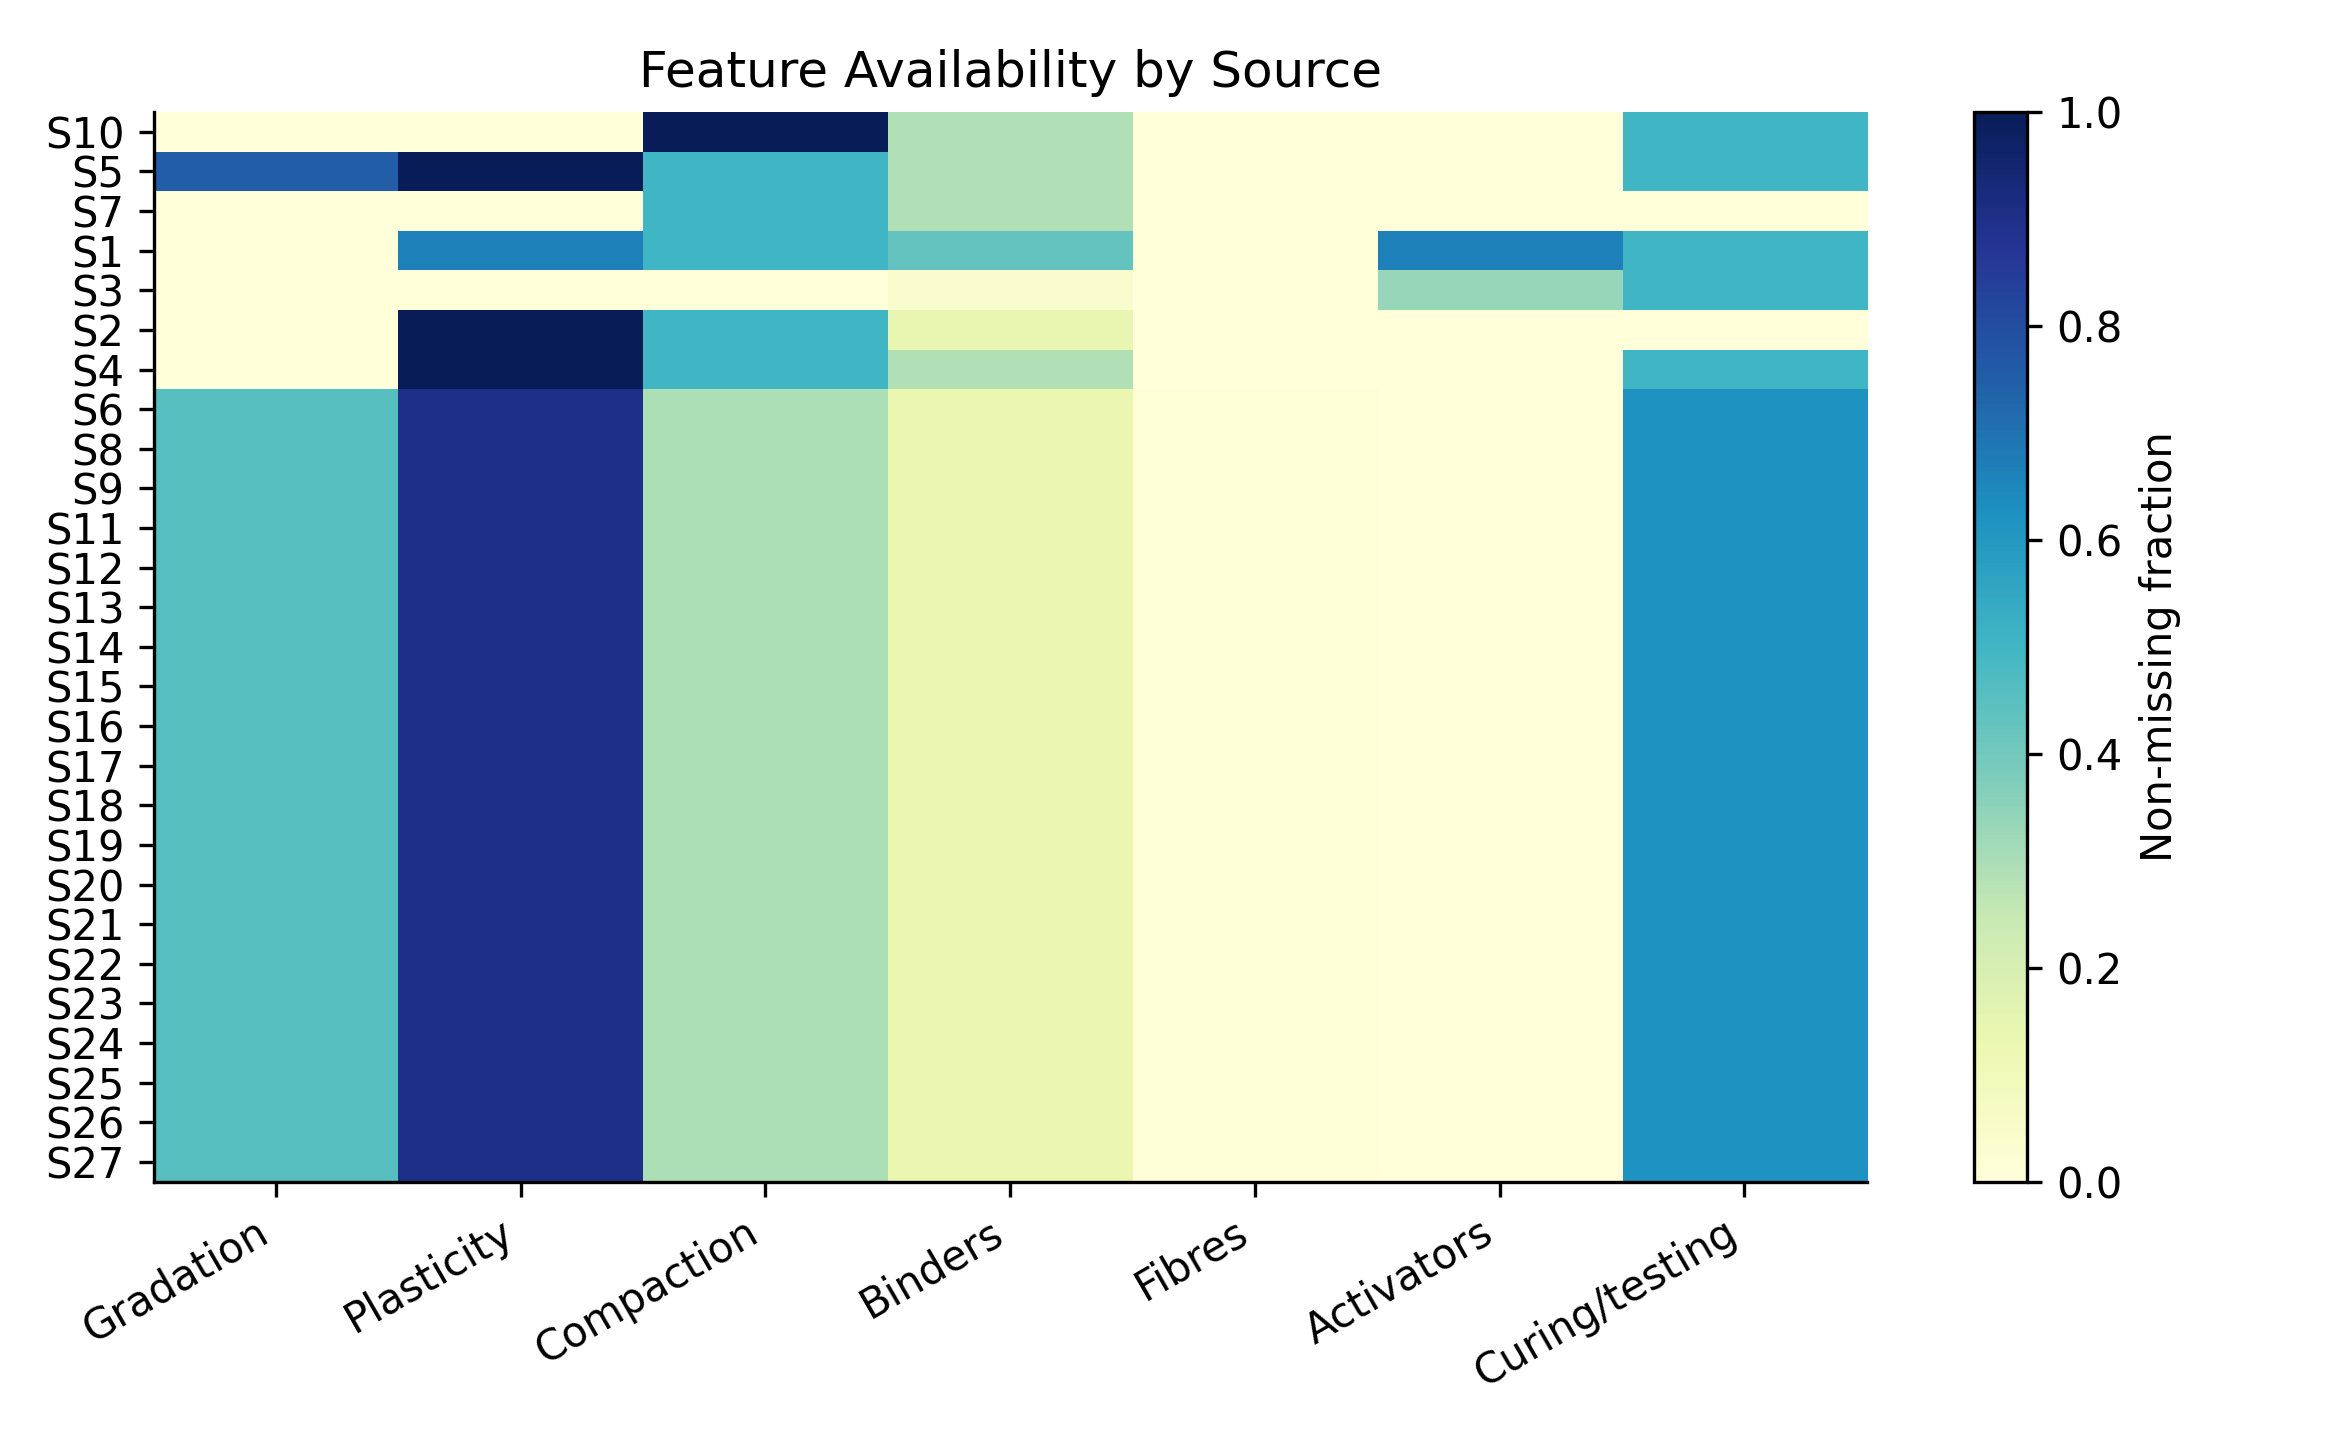 Feature Availability by Source
S10
S5
S7
S1
S3
S2
S4
S6
S8
S9
S11
S12
S13
S14
S15
S16
S17
S18
S19
S20
S21
S22
S23
S24
S25
S26
S27
Gradation
Plasticity
Compaction
Binders
Fibres
Activators
Curing/testing
1.0
0.8
0.6
0.4
0.2
0.0
Non-missing fraction